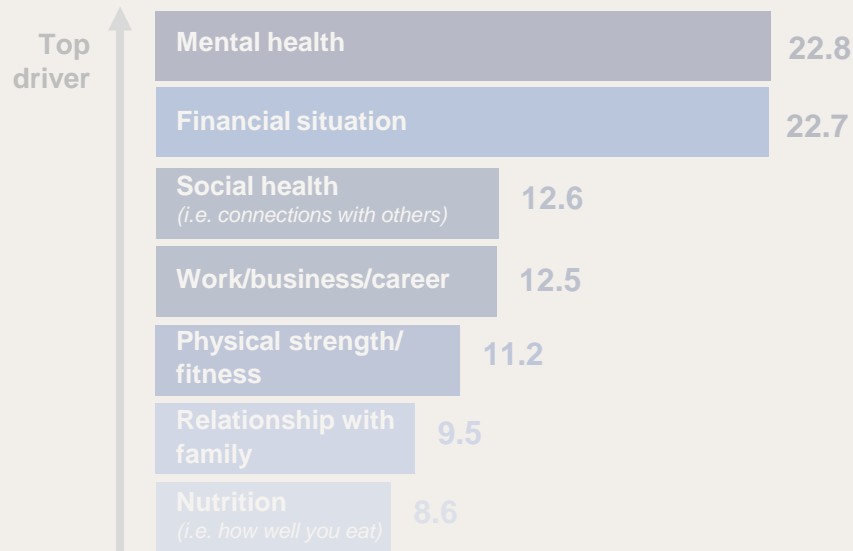 Top
driver
Mental health
22.8
Financial situation
22.7
Social health
(i.e. connections with others)
12.6
Work/business/career
12.5
Physical strength/
fitness
11.2
Relationship with
family
9.5
Nutrition
(i.e. how well you eat)
8.6